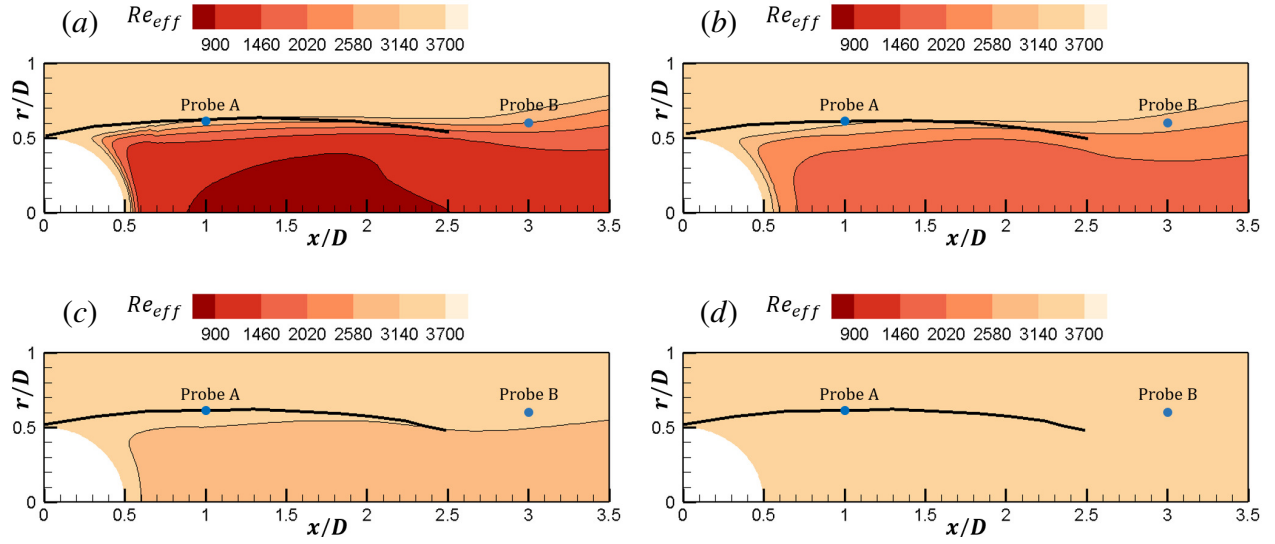 (a) Re_eff 900 1460 2020 2580 3140 3700
r/D
1
0.5
0
Probe A Probe B
0 0.5 1 1.5 2 2.5 3 3.5
x/D
(b) Re_eff 900 1460 2020 2580 3140 3700
r/D
1
0.5
0
Probe A Probe B
0 0.5 1 1.5 2 2.5 3 3.5
x/D
(c) Re_eff 900 1460 2020 2580 3140 3700
r/D
1
0.5
0
Probe A Probe B
0 0.5 1 1.5 2 2.5 3 3.5
x/D
(d) Re_eff 900 1460 2020 2580 3140 3700
r/D
1
0.5
0
Probe A Probe B
0 0.5 1 1.5 2 2.5 3 3.5
x/D